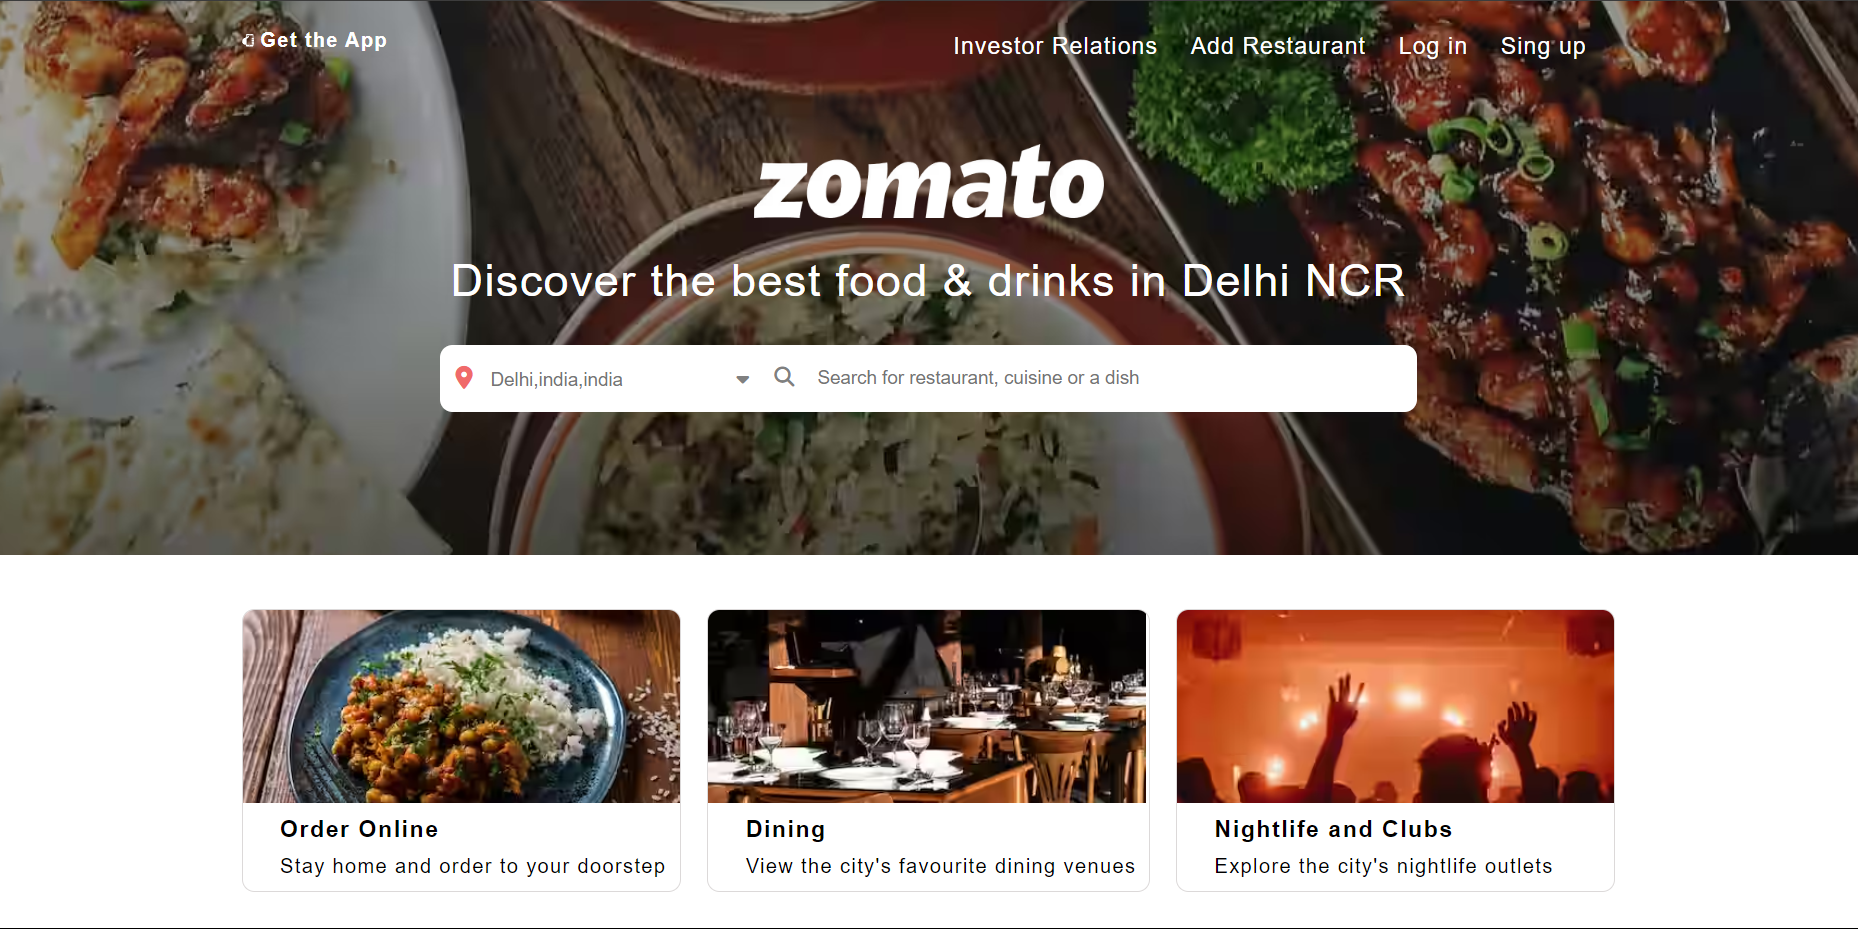 Get the App
Investor Relations Add Restaurant Log in Sing up
zomato
Discover the best food & drinks in Delhi NCR
Delhi,india,india
Search for restaurant, cuisine or a dish
Order Online
Stay home and order to your doorstep
Dining
View the city's favourite dining venues
Nightlife and Clubs
Explore the city's nightlife outlets